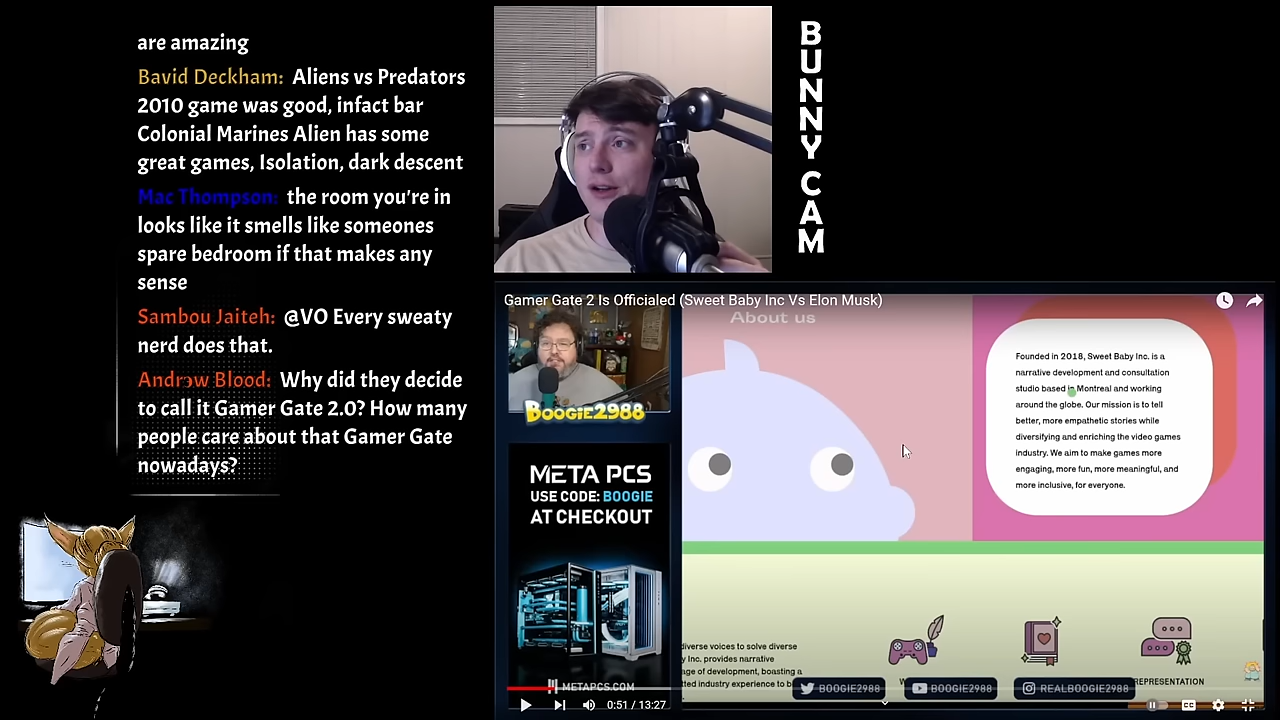 are amazing
Bavid Deckham: Aliens vs Predators
2010 game was good, infact bar
Colonial Marines Alien has some
great games, Isolation, dark descent
Mac Thompson: the room you're in
looks like it smells like someones
spare bedroom if that makes any
sense
Sambou Jaiteh: @VO Every sweaty
nerd does that.
Andrew Blood: Why did they decide
to call it Gamer Gate 2.0? How many
people care about that Gamer Gate
nowadays?
BUNNY CAM
Gamer Gate 2 Is Officialed (Sweet Baby Inc Vs Elon Musk)
BOOGIE2988
META PCS
USE CODE: BOOGIE
AT CHECKOUT
METAPCS.COM
About us
Founded in 2018, Sweet Baby Inc. is a
narrative development and consultation
studio based in Montreal and working
around the globe. Our mission is to tell
better, more empathetic stories while
diversifying and enriching the video games
industry. We aim to make games more
engaging, more fun, more meaningful, and
more inclusive, for everyone.
diverse voices to solve diverse
Inc. provides narrative
of development, boasting a
industry experience to
REPRESENTATION
BOOGIE2988
BOOGIE2988
REALBOOGIE2988
0:51 / 13:27
CC